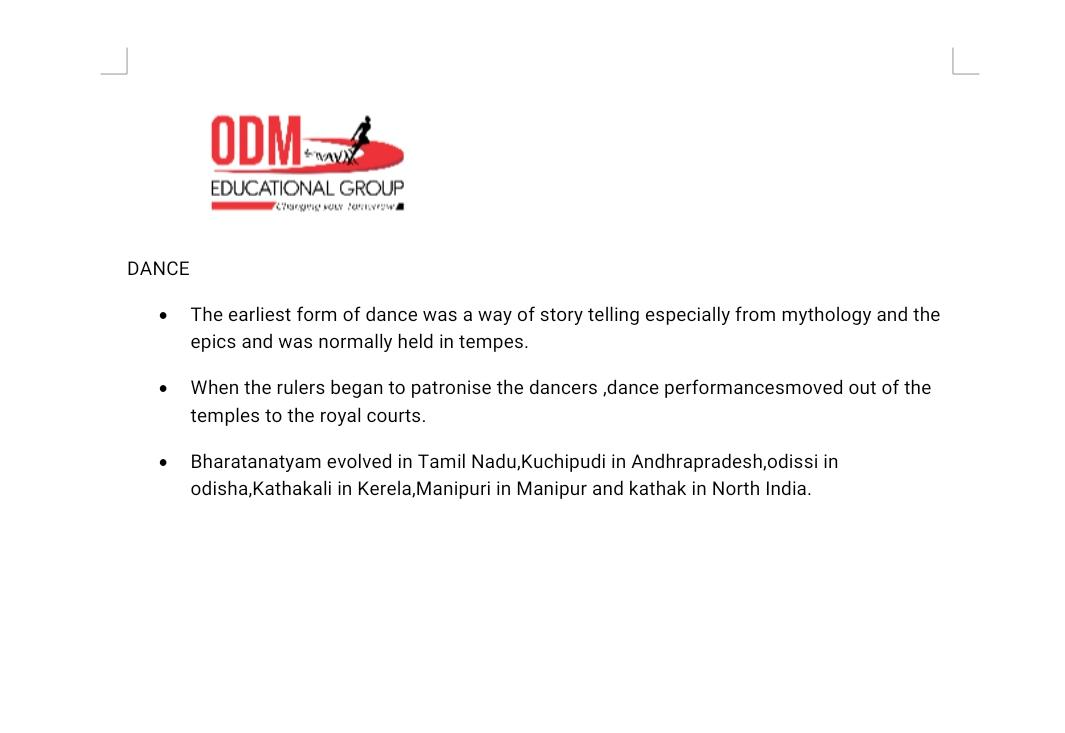 ODM
EDUCATIONAL GROUP
Changing your Tomorrow
DANCE
• The earliest form of dance was a way of story telling especially from mythology and the
epics and was normally held in tempes.
• When the rulers began to patronise the dancers ,dance performancesmoved out of the
temples to the royal courts.
• Bharatanatyam evolved in Tamil Nadu,Kuchipudi in Andhrapradesh,odissi in
odisha,Kathakali in Kerela,Manipuri in Manipur and kathak in North India.